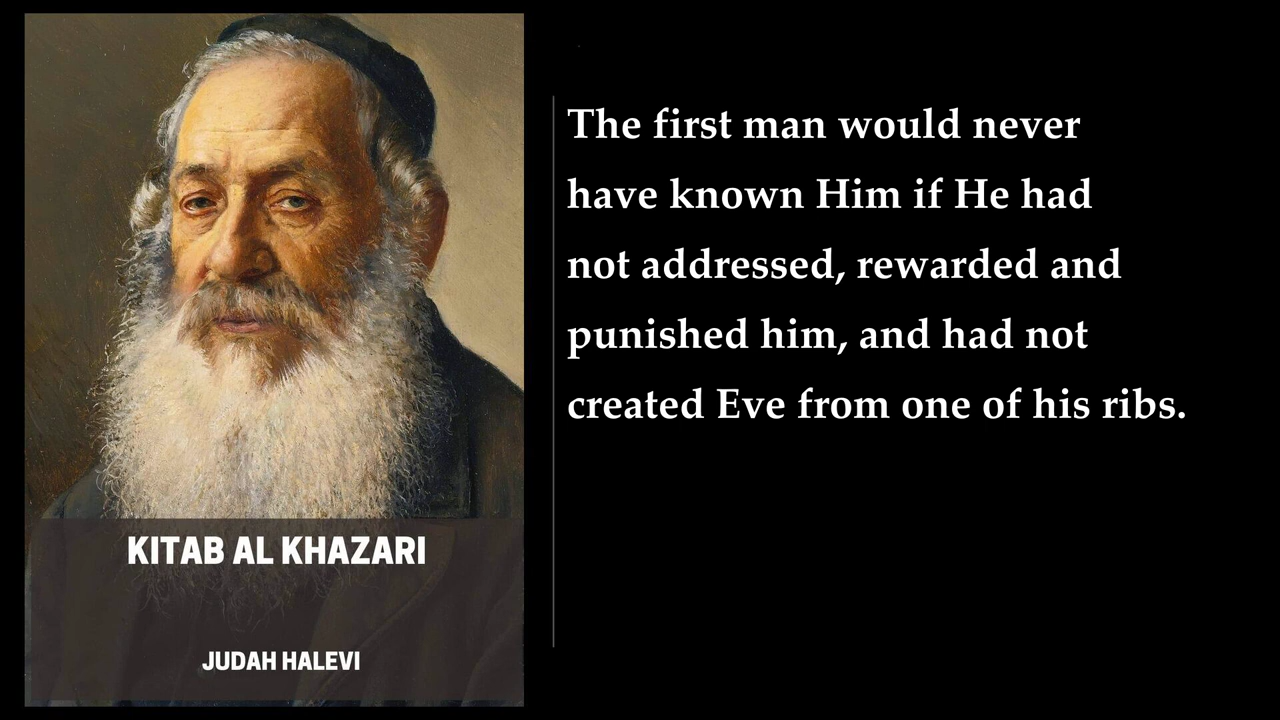 KITAB AL KHAZARI
JUDAH HALEVI
The first man would never
have known Him if He had
not addressed, rewarded and
punished him, and had not
created Eve from one of his ribs.